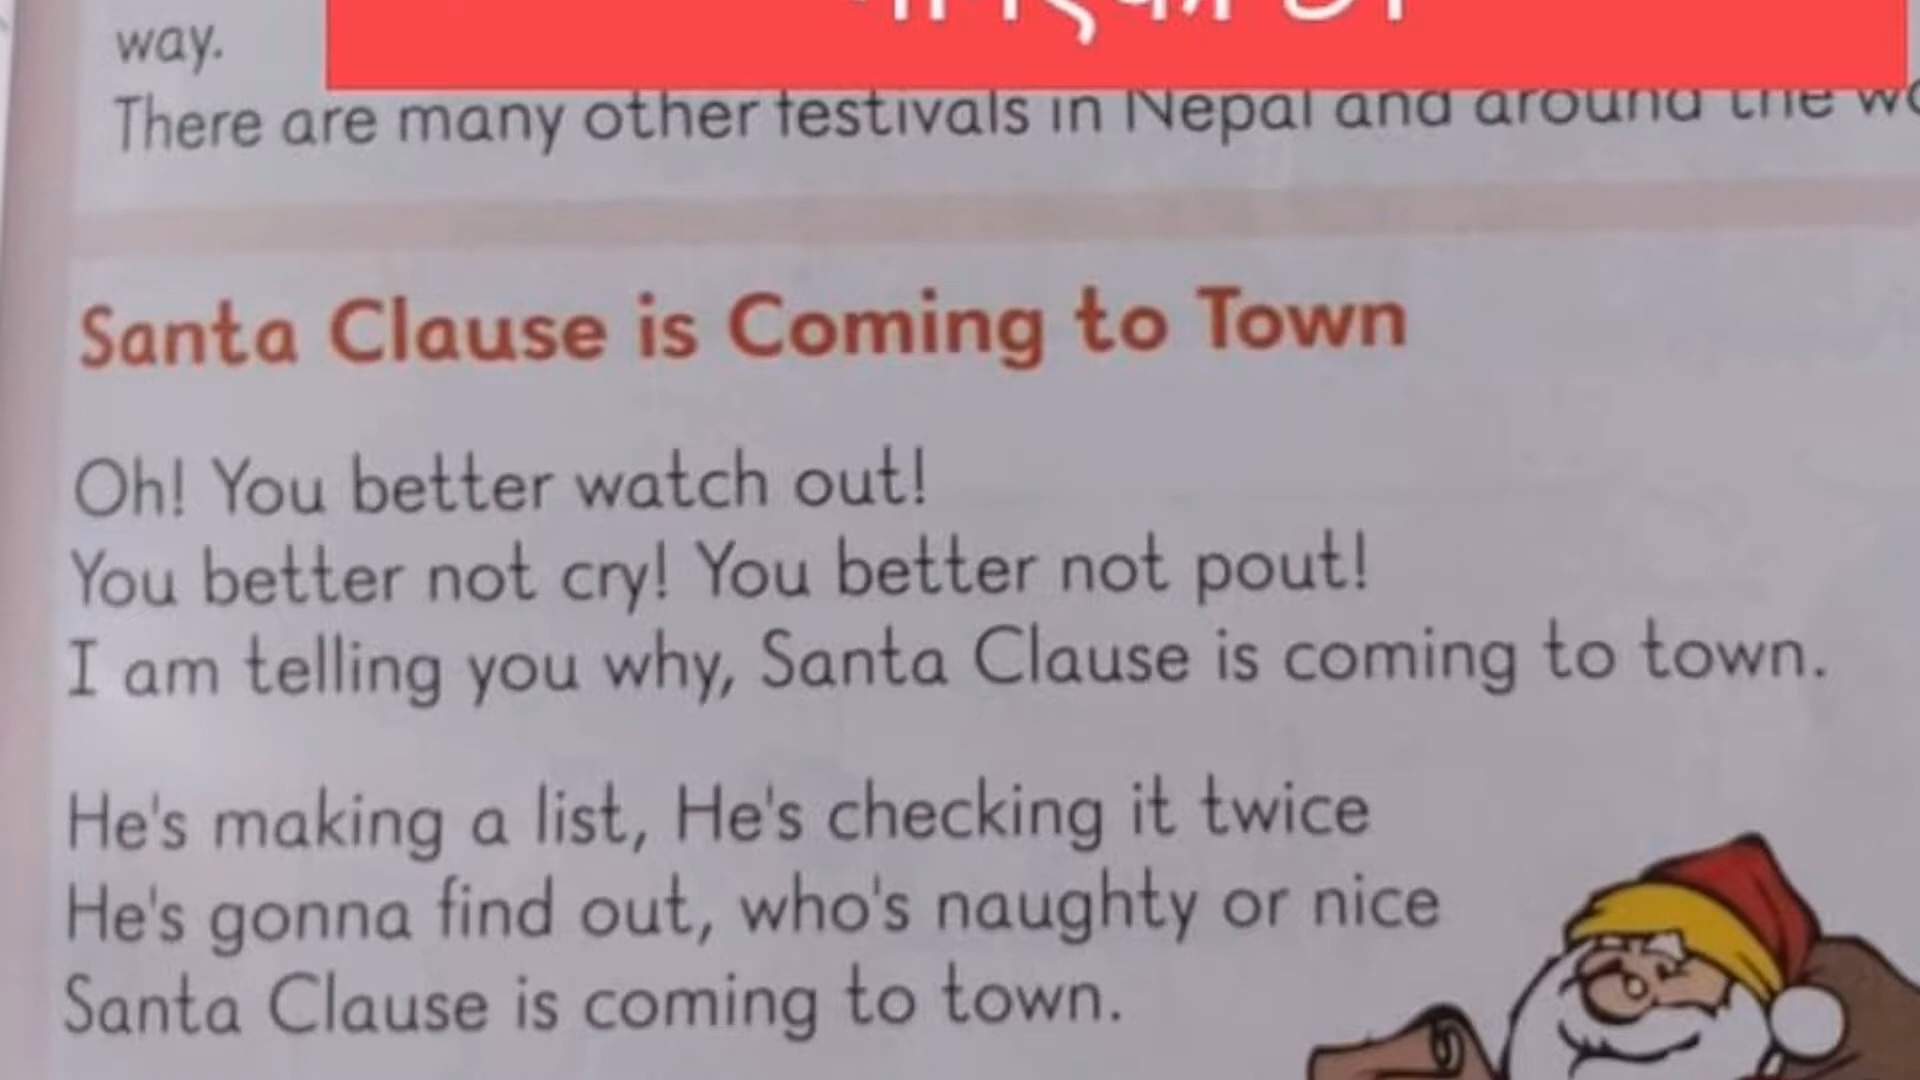 way.
There are many other festivals in Nepal and around the
Santa Clause is Coming to Town
Oh! You better watch out!
You better not cry! You better not pout!
I am telling you why, Santa Clause is coming to town.
He's making a list, He's checking it twice
He's gonna find out, who's naughty or nice
Santa Clause is coming to town.